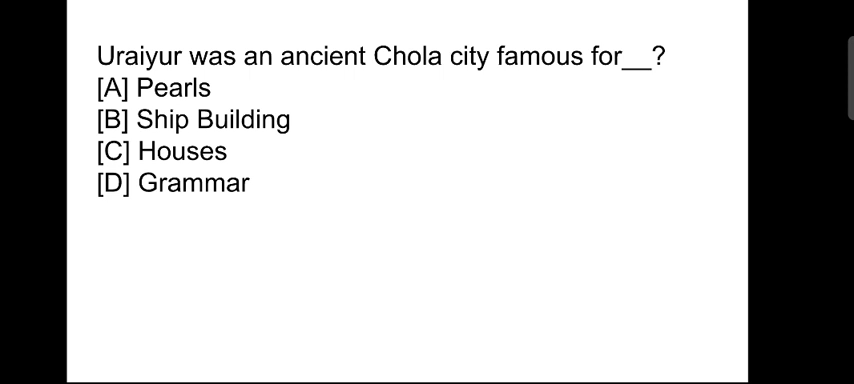 Uraiyur was an ancient Chola city famous for__?
[A] Pearls
[B] Ship Building
[C] Houses
[D] Grammar